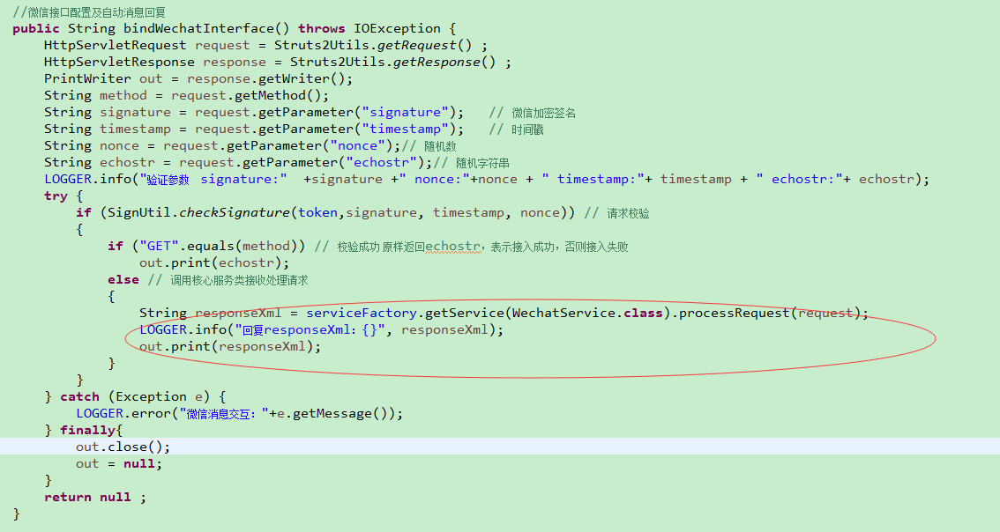 //微信接口配置及自动消息回复
public String bindWechatInterface() throws IOException {
HttpServletRequest request = Struts2Utils.getRequest() ;
HttpServletResponse response = Struts2Utils.getResponse() ;
PrintWriter out = response.getWriter();
String method = request.getMethod();
String signature = request.getParameter("signature"); // 微信加密签名
String timestamp = request.getParameter("timestamp"); // 时间戳
String nonce = request.getParameter("nonce");// 随机数
String echostr = request.getParameter("echostr");// 随机字符串
LOGGER.info("验证参数 signature:" +signature +" nonce:"+nonce + " timestamp:"+ timestamp + " echostr:"+ echostr);
try {
if (SignUtil.checkSignature(token,signature, timestamp, nonce)) // 请求校验
{
if ("GET".equals(method)) // 校验成功 原样返回echostr，表示接入成功，否则接入失败
out.print(echostr);
else // 调用核心服务类接收处理请求
{
String responseXml = serviceFactory.getService(WechatService.class).processRequest(request);
LOGGER.info("回复responseXml：{}", responseXml);
out.print(responseXml);
}
}
} catch (Exception e) {
LOGGER.error("微信消息交互："+e.getMessage());
} finally{
out.close();
out = null;
}
return null ;
}